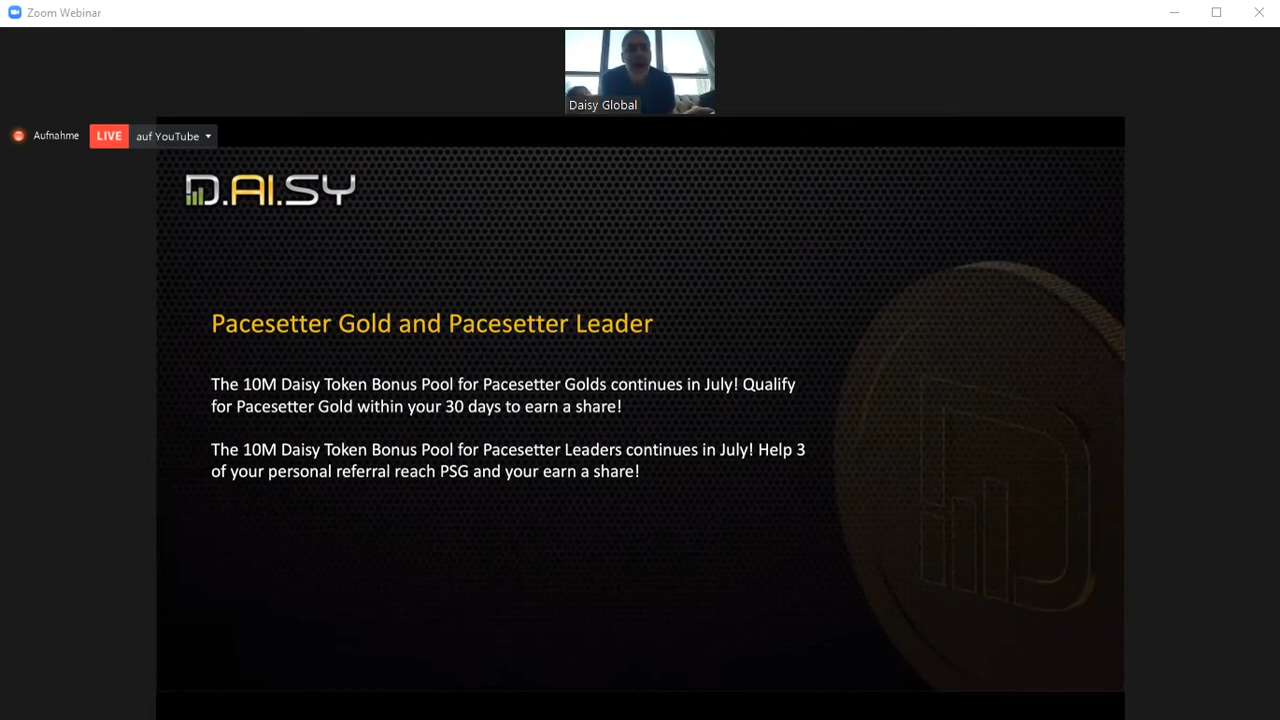 Zoom Webinar
Daisy Global
Aufnahme
LIVE auf YouTube
D.AI.SY
Pacesetter Gold and Pacesetter Leader
The 10M Daisy Token Bonus Pool for Pacesetter Golds continues in July! Qualify
for Pacesetter Gold within your 30 days to earn a share!
The 10M Daisy Token Bonus Pool for Pacesetter Leaders continues in July! Help 3
of your personal referral reach PSG and your earn a share!